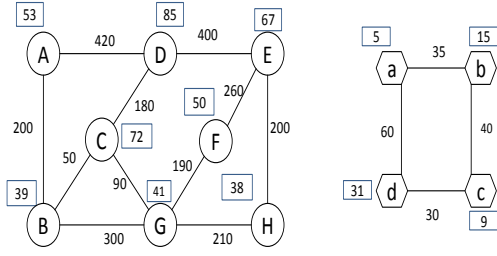 53 85 67 5 15
420 400 35
A D E a b
180 260
50
200 C 72 F 200 60 40
50 90 190
39 41 38 31 d c
B 300 G 210 H 30 9